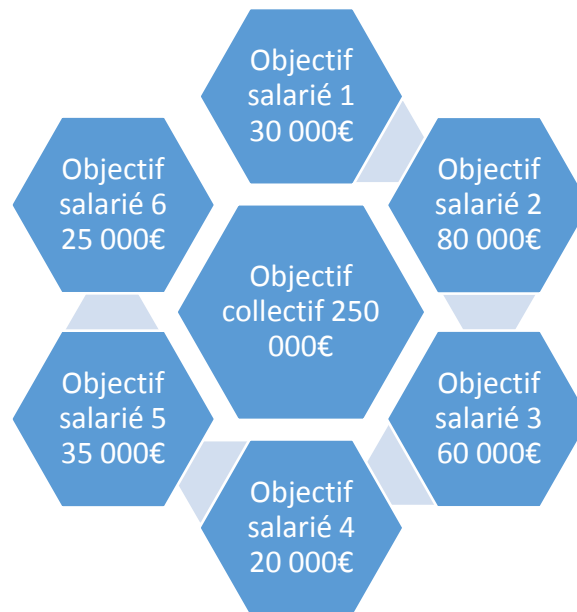 Objectif
salarié 1
30 000€
Objectif
salarié 2
80 000€
Objectif
salarié 3
60 000€
Objectif
salarié 4
20 000€
Objectif
salarié 5
35 000€
Objectif
salarié 6
25 000€
Objectif
collectif 250
000€